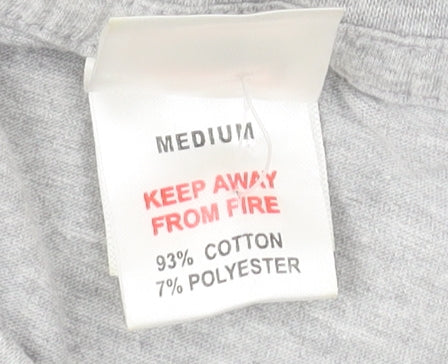 MEDIUM
KEEP AWAY
FROM FIRE
93% COTTON
7% POLYESTER